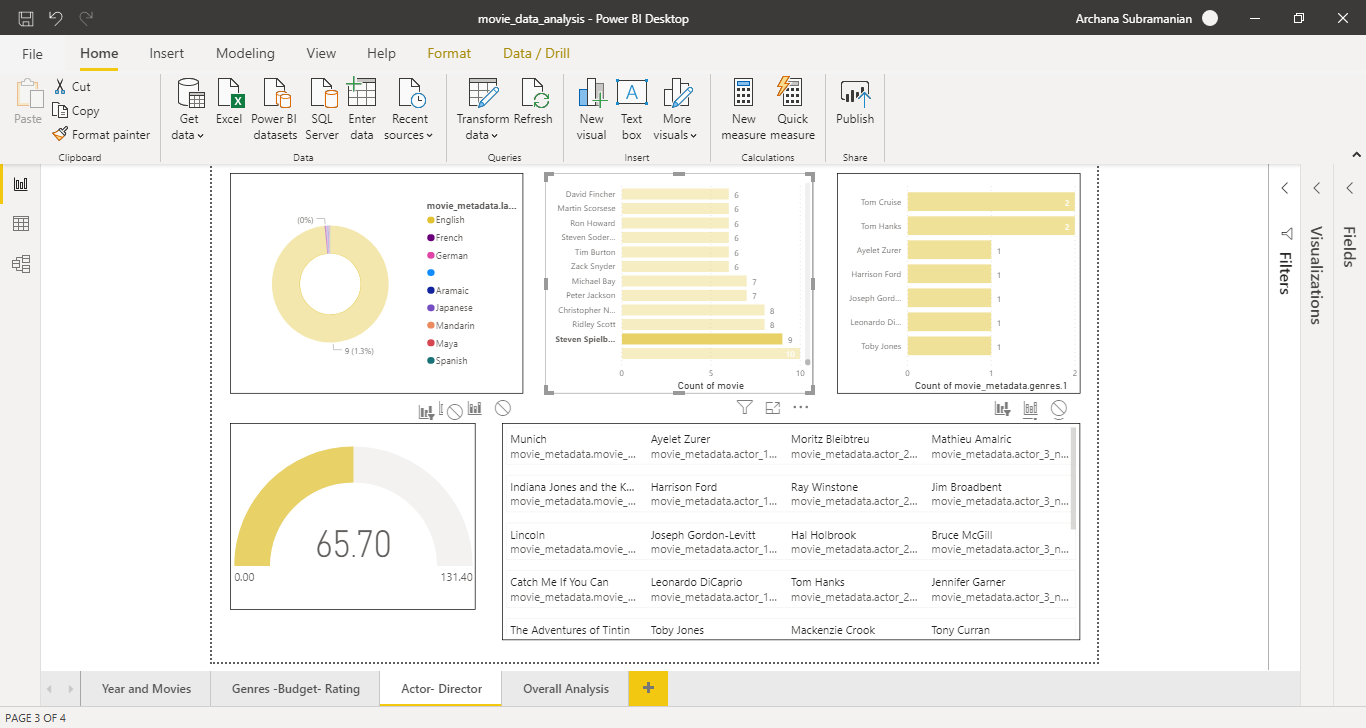 movie_data_analysis - Power BI Desktop
Archana Subramanian
File Home Insert Modeling View Help Format Data / Drill
Paste
Cut
Copy
Format painter
Clipboard
Get data
Excel
Power BI datasets
SQL Server
Enter data
Recent sources
Data
Transform data
Refresh
Queries
New visual
Text box
More visuals
Insert
New measure
Quick measure
Calculations
Publish
Share
movie_metadata.la...
English
French
German
Aramaic
Japanese
Mandarin
Maya
Spanish
(0%)
9 (1.3%)
David Fincher 6
Martin Scorsese 6
Ron Howard 6
Steven Soder... 6
Tim Burton 6
Zack Snyder 6
Michael Bay 7
Peter Jackson 7
Christopher N... 8
Ridley Scott 8
Steven Spielb... 9
10
0 5 10
Count of movie
Tom Cruise 2
Tom Hanks 2
Ayelet Zurer 1
Harrison Ford 1
Joseph Gord... 1
Leonardo Di... 1
Toby Jones 1
0 1 2
Count of movie_metadata.genres.1
Filters
Visualizations
Fields
65.70
0.00 131.40
Munich Ayelet Zurer Moritz Bleibtreu Mathieu Amalric
movie_metadata.movie_... movie_metadata.actor_1... movie_metadata.actor_2... movie_metadata.actor_3_n...
Indiana Jones and the K... Harrison Ford Ray Winstone Jim Broadbent
movie_metadata.movie_... movie_metadata.actor_1... movie_metadata.actor_2... movie_metadata.actor_3_n...
Lincoln Joseph Gordon-Levitt Hal Holbrook Bruce McGill
movie_metadata.movie_... movie_metadata.actor_1... movie_metadata.actor_2... movie_metadata.actor_3_n...
Catch Me If You Can Leonardo DiCaprio Tom Hanks Jennifer Garner
movie_metadata.movie_... movie_metadata.actor_1... movie_metadata.actor_2... movie_metadata.actor_3_n...
The Adventures of Tintin Toby Jones Mackenzie Crook Tony Curran
Year and Movies Genres -Budget- Rating Actor- Director Overall Analysis
PAGE 3 OF 4